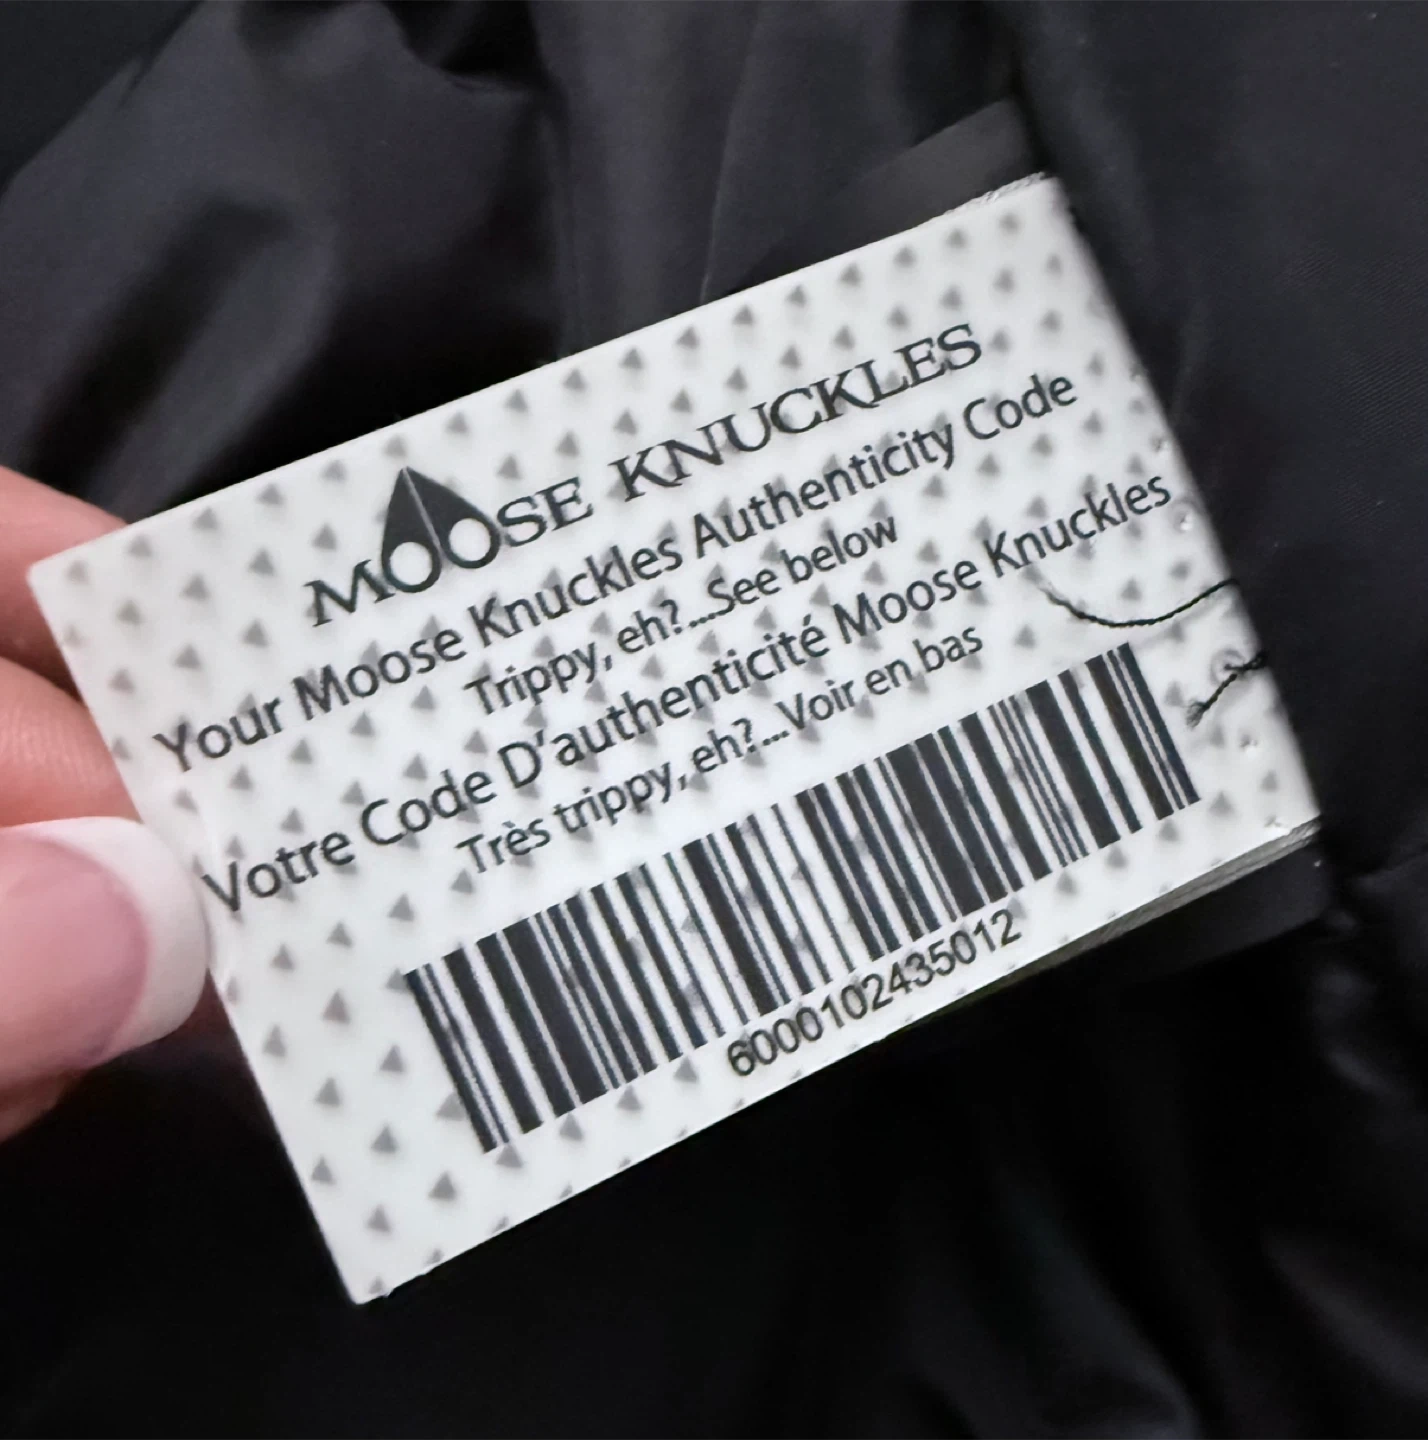 MOOSE KNUCKLES
Your Moose Knuckles Authenticity Code
Trippy, eh?...See below
Votre Code D'authenticité Moose Knuckles
Très trippy, eh?...Voir en bas
6000102435012